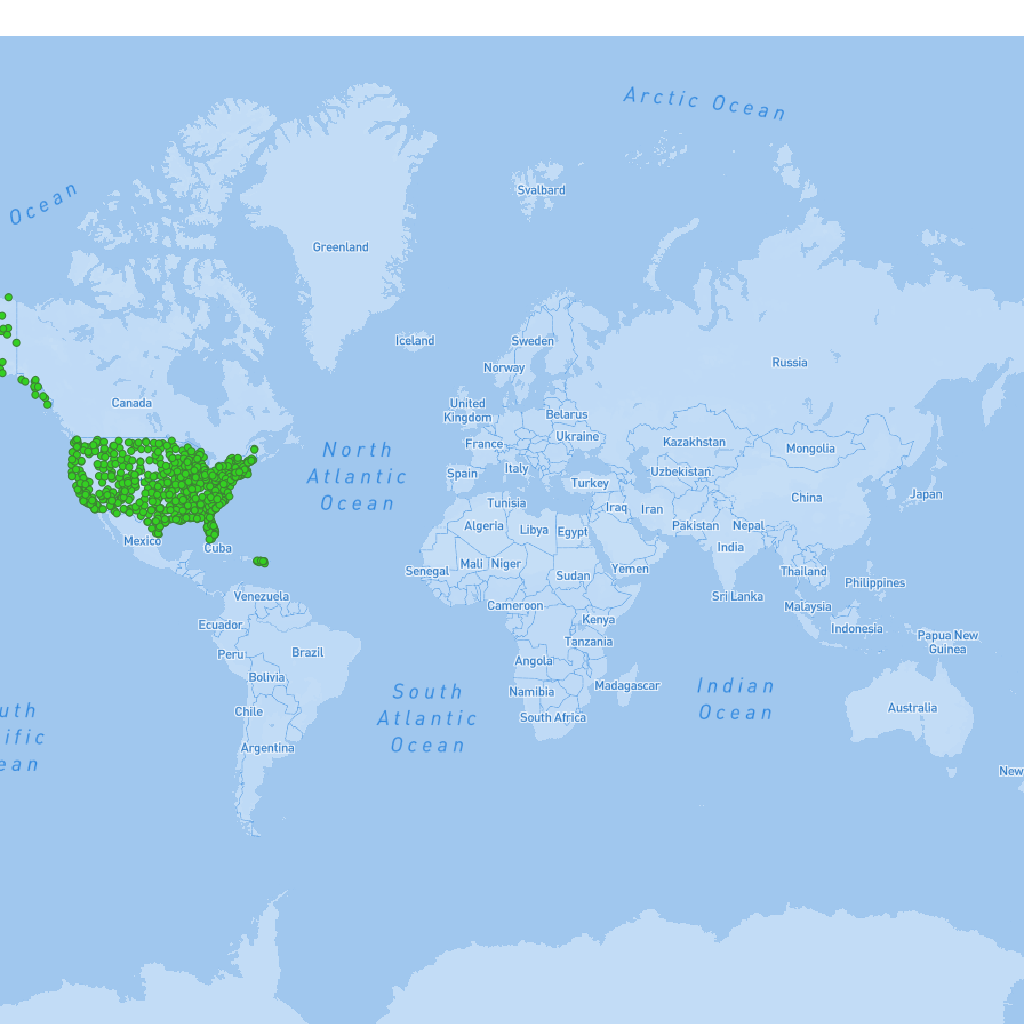 Arctic Ocean
Ocean
Svalbard
Greenland
Iceland
Sweden
Norway
Russia
Canada
United
Kingdom
Belarus
Ukraine
France
Kazakhstan
Mongolia
North
Atlantic
Ocean
Spain
Italy
Uzbekistan
Turkey
China
Japan
Tunisia
Iraq
Iran
Algeria
Libya
Egypt
Pakistan
Nepal
Mexico
Cuba
India
Senegal
Mali
Niger
Sudan
Yemen
Thailand
Philippines
Venezuela
Cameroon
Sri Lanka
Malaysia
Ecuador
Kenya
Indonesia
Papua New
Guinea
Tanzania
Peru
Brazil
Angola
Bolivia
Madagascar
Namibia
South
Atlantic
Ocean
Indian
Ocean
Chile
South Africa
Australia
uth
ific
ean
Argentina
New